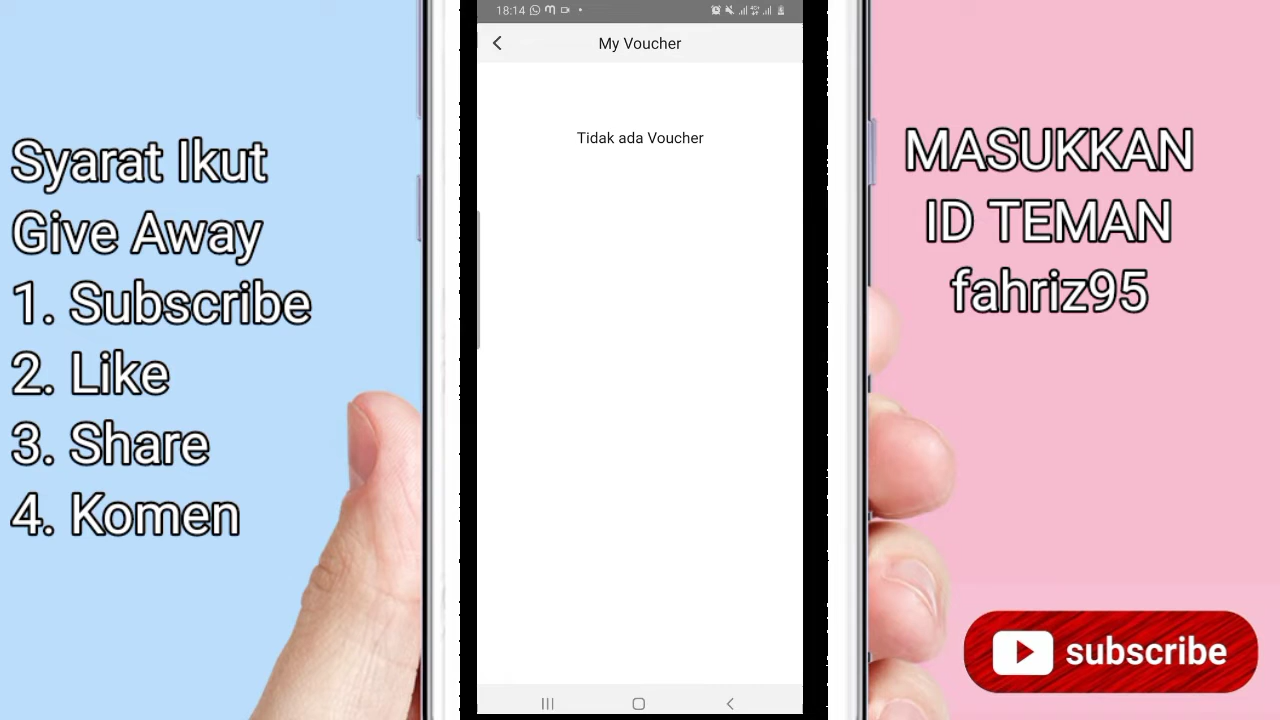 18:14
My Voucher
Tidak ada Voucher
Syarat Ikut
Give Away
1. Subscribe
2. Like
3. Share
4. Komen
MASUKKAN
ID TEMAN
fahriz95
subscribe